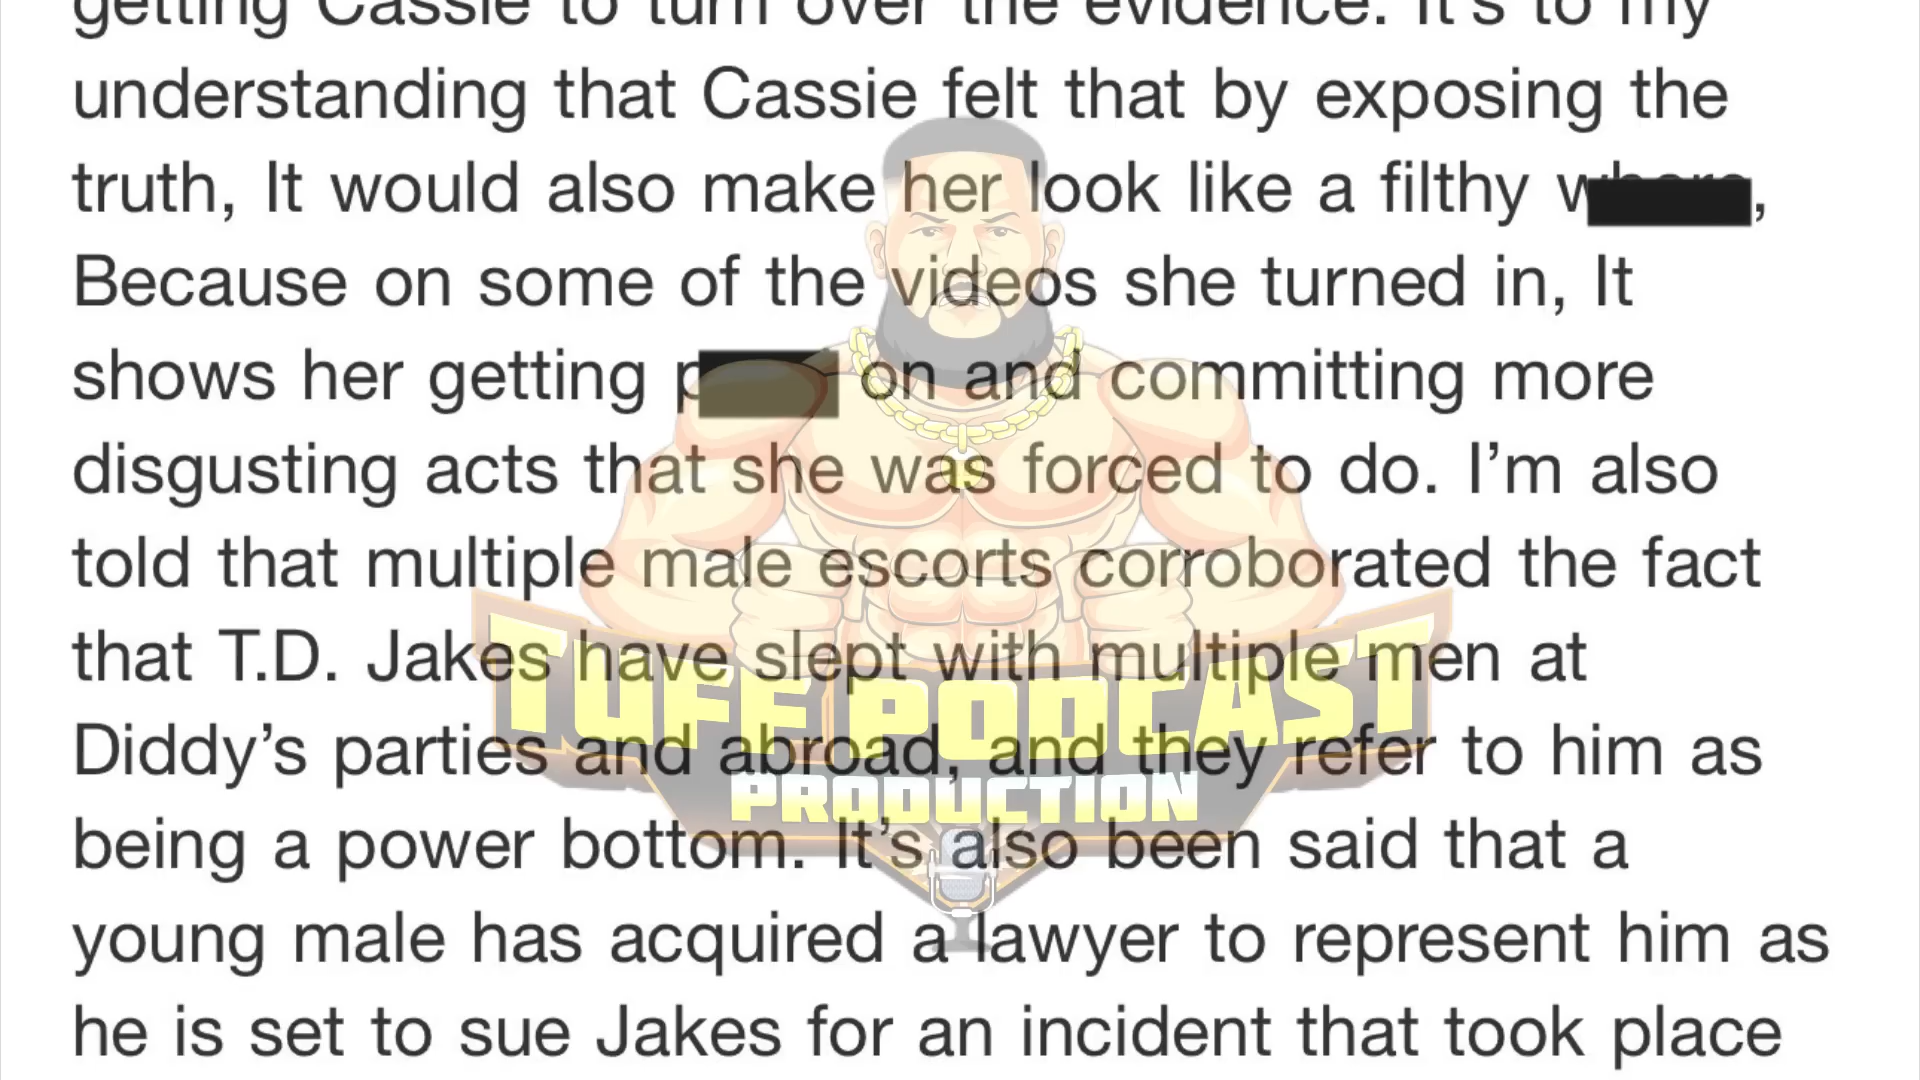 getting Cassie to turn over the evidence. It's to my
understanding that Cassie felt that by exposing the
truth, It would also make her look like a filthy
Because on some of the videos she turned in, It
shows her getting on and committing more
disgusting acts that she was forced to do. I’m also
told that multiple male escorts corroborated the fact
that T.D. Jakes have slept with multiple men at
Diddy’s parties and abroad, and they refer to him as
being a power bottom. It’s also been said that a
young male has acquired a lawyer to represent him as
he is set to sue Jakes for an incident that took place
TUFF PODCAST
PRODUCTION